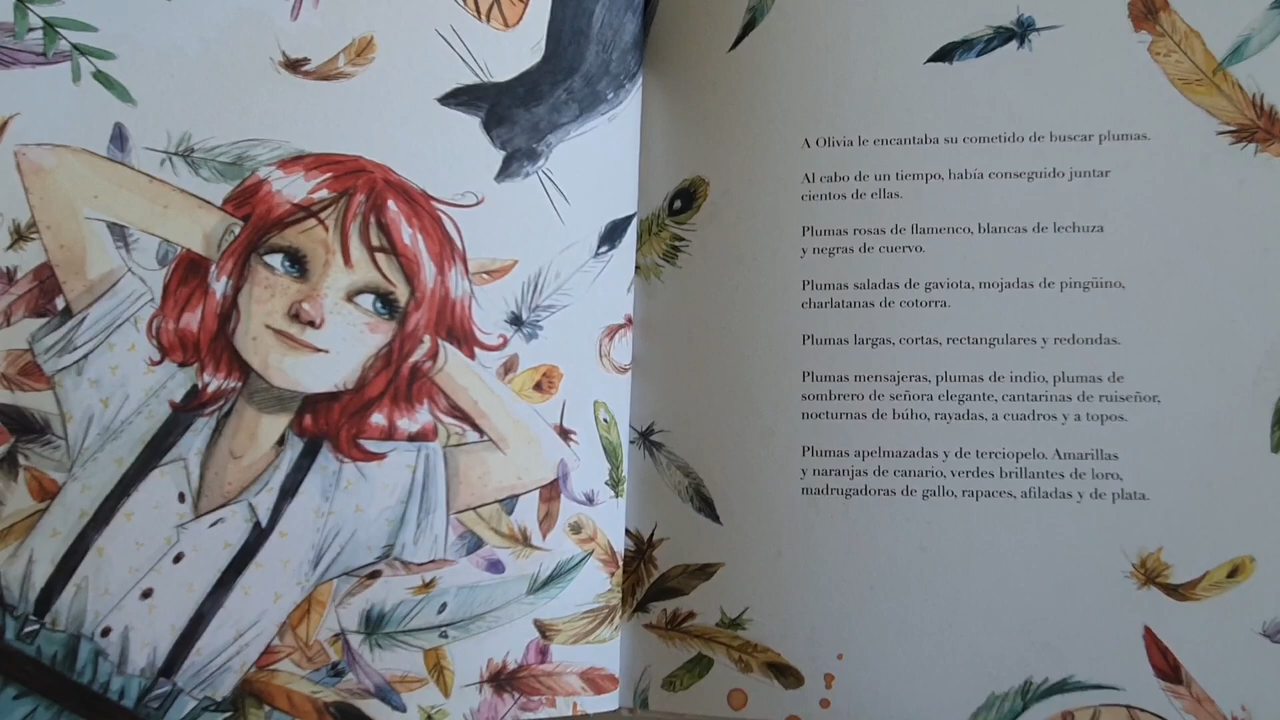 A Olivia le encantaba su cometido de buscar plumas.
Al cabo de un tiempo, había conseguido juntar
cientos de ellas.
Plumas rosas de flamenco, blancas de lechuza
y negras de cuervo.
Plumas saladas de gaviota, mojadas de pingüino,
charlatanas de cotorra.
Plumas largas, cortas, rectangulares y redondas.
Plumas mensajeras, plumas de indio, plumas de
sombrero de señora elegante, cantarinas de ruiseñor,
nocturnas de búho, rayadas, a cuadros y a topos.
Plumas apelmazadas y de terciopelo. Amarillas
y naranjas de canario, verdes brillantes de loro,
madrugadoras de gallo, rapaces, afiladas y de plata.